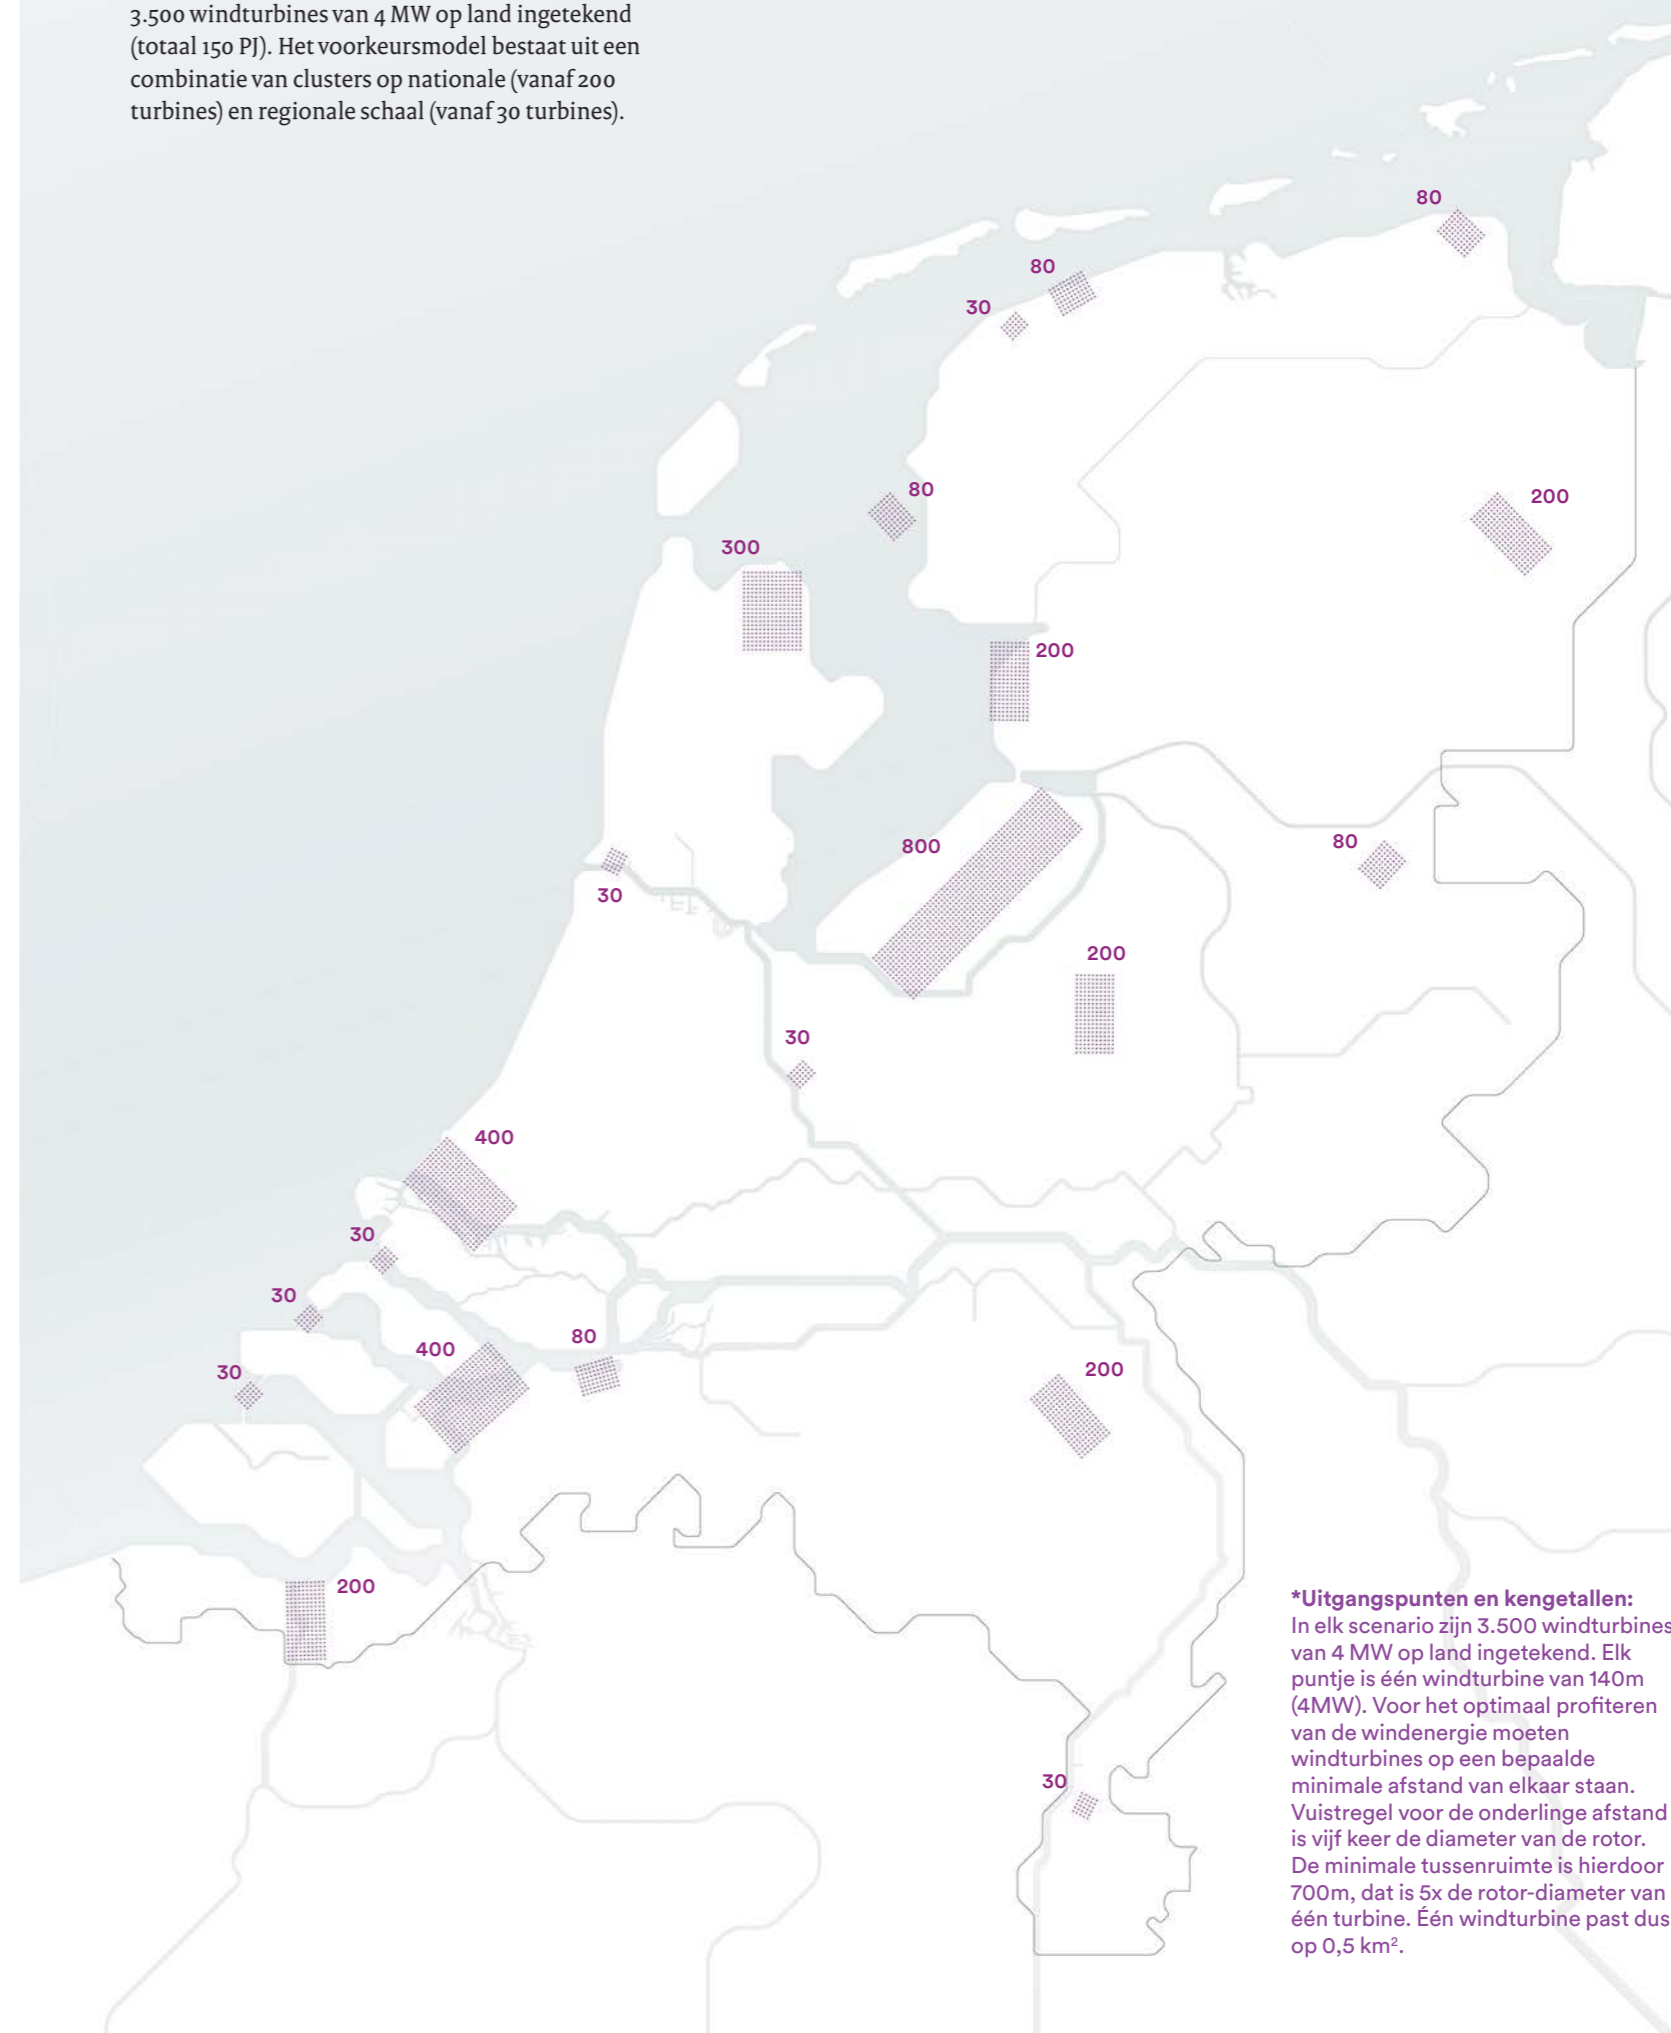 3.500 windturbines van 4 MW op land ingetekend
(totaal 150 PJ). Het voorkeursmodel bestaat uit een
combinatie van clusters op nationale (vanaf 200
turbines) en regionale schaal (vanaf 30 turbines).
80
80
30
80
200
300
200
800
80
30
200
30
400
30
30
400
80
30
200
200
30
*Uitgangspunten en kengetallen:
In elk scenario zijn 3.500 windturbines
van 4 MW op land ingetekend. Elk
puntje is één windturbine van 140m
(4MW). Voor het optimaal profiteren
van de windenergie moeten
windturbines op een bepaalde
minimale afstand van elkaar staan.
Vuistregel voor de onderlinge afstand
is vijf keer de diameter van de rotor.
De minimale tussenruimte is hierdoor
700m, dat is 5x de rotor-diameter van
één turbine. Één windturbine past dus
op 0,5 km².